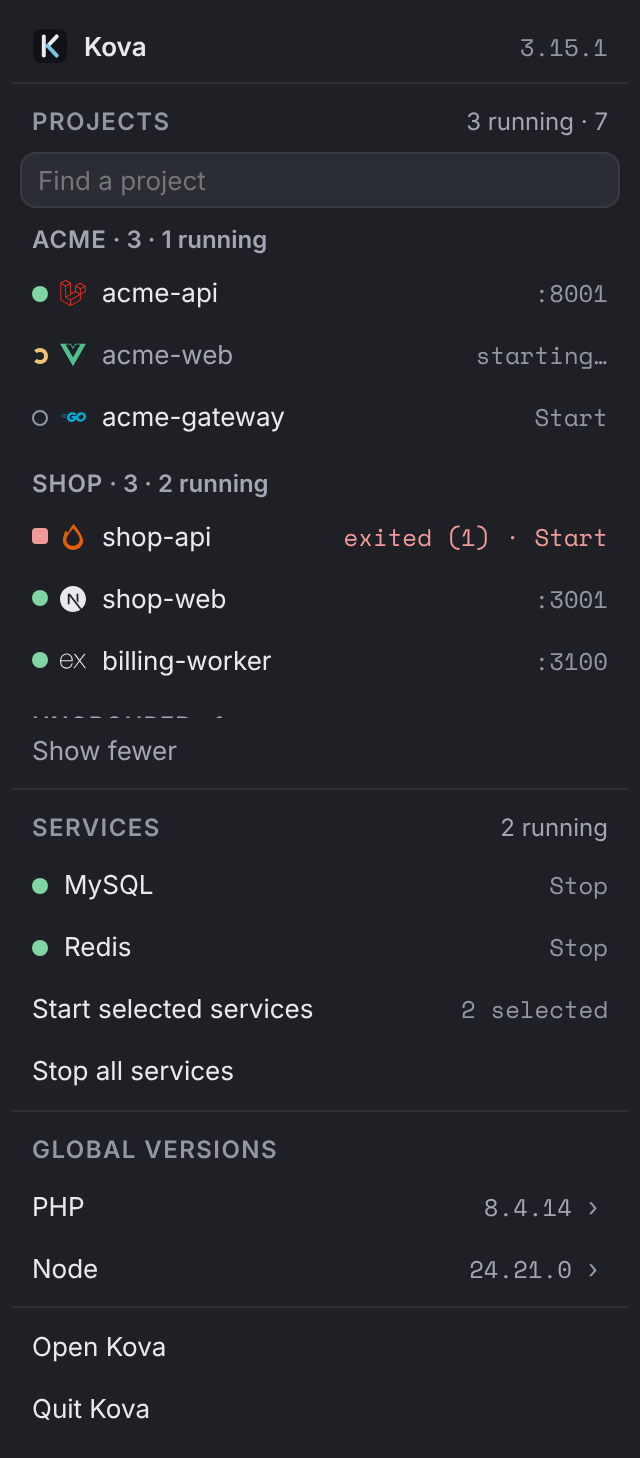 Kova 3.15.1
PROJECTS 3 running · 7
Find a project
ACME · 3 · 1 running
acme-api :8001
acme-web starting…
GO acme-gateway Start
SHOP · 3 · 2 running
shop-api exited (1) · Start
N shop-web :3001
ex billing-worker :3100
Show fewer
SERVICES 2 running
MySQL Stop
Redis Stop
Start selected services 2 selected
Stop all services
GLOBAL VERSIONS
PHP 8.4.14 ›
Node 24.21.0 ›
Open Kova
Quit Kova